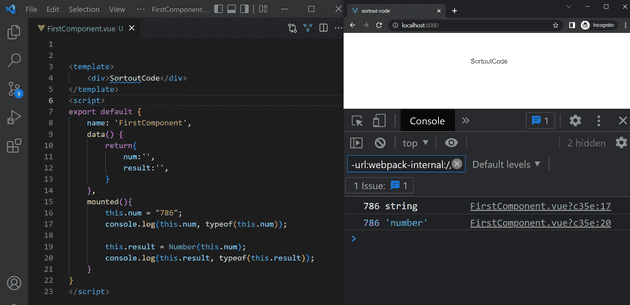 File Edit Selection View ··· FirstComponent...
FirstComponent.vue U
1
2
3 <template>
4 <div>SortoutCode</div>
5 </template>
6 <script>
7 export default {
8 name: 'FirstComponent',
9 data() {
10 return{
11 num:'',
12 result:'',
13 }
14 },
15 mounted(){
16 this.num = "786";
17 console.log(this.num, typeof(this.num));
18
19 this.result = Number(this.num);
20 console.log(this.result, typeof(this.result));
21 }
22 }
23 </script>
3
sortout-code
localhost:8080
Incognito
SortoutCode
Console
1
top
2 hidden
-url:webpack-internal:/
Default levels
1 Issue: 1
786 string FirstComponent.vue?c35e:17
786 'number' FirstComponent.vue?c35e:20